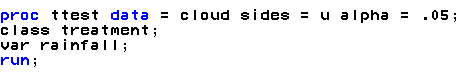 proc ttest data = cloud sides = u alpha = .05;
class treatment;
var rainfall;
run;